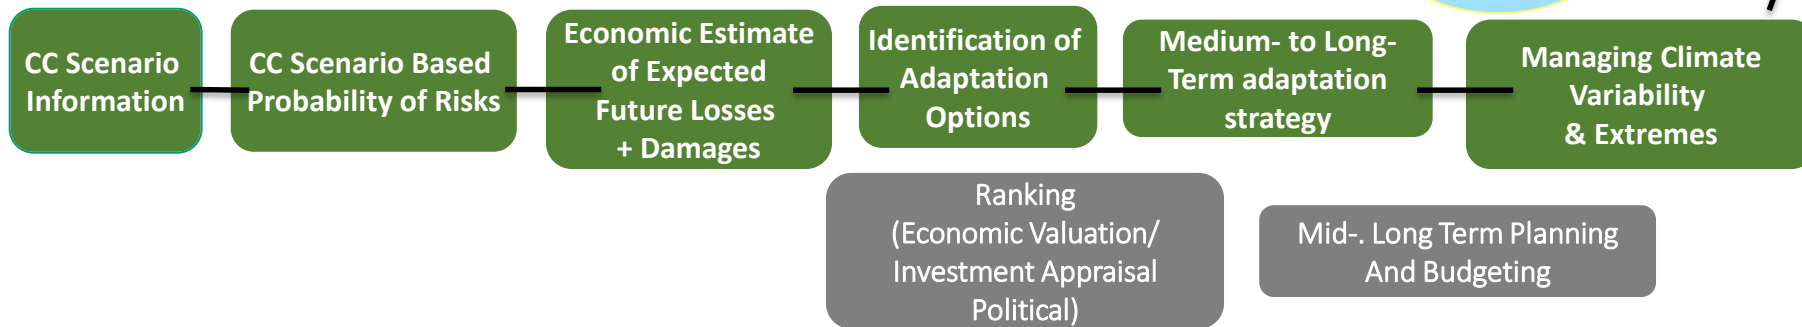 CC Scenario
Information
CC Scenario Based
Probability of Risks
Economic Estimate
of Expected
Future Losses
+ Damages
Identification of
Adaptation
Options
Medium- to Long-
Term adaptation
strategy
Managing Climate
Variability
& Extremes
Ranking
(Economic Valuation/
Investment Appraisal
Political)
Mid-. Long Term Planning
And Budgeting